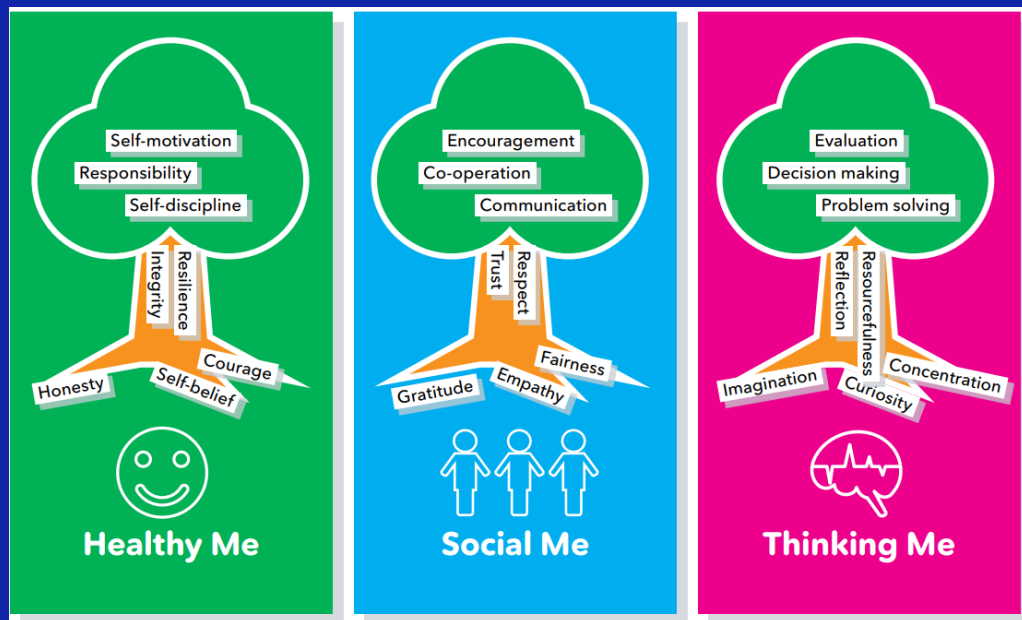 Self-motivation
Responsibility
Self-discipline
Integrity
Resilience
Honesty
Self-belief
Courage
Healthy Me
Encouragement
Co-operation
Communication
Trust
Respect
Gratitude
Empathy
Fairness
Social Me
Evaluation
Decision making
Problem solving
Reflection
Resourcefulness
Imagination
Curiosity
Concentration
Thinking Me